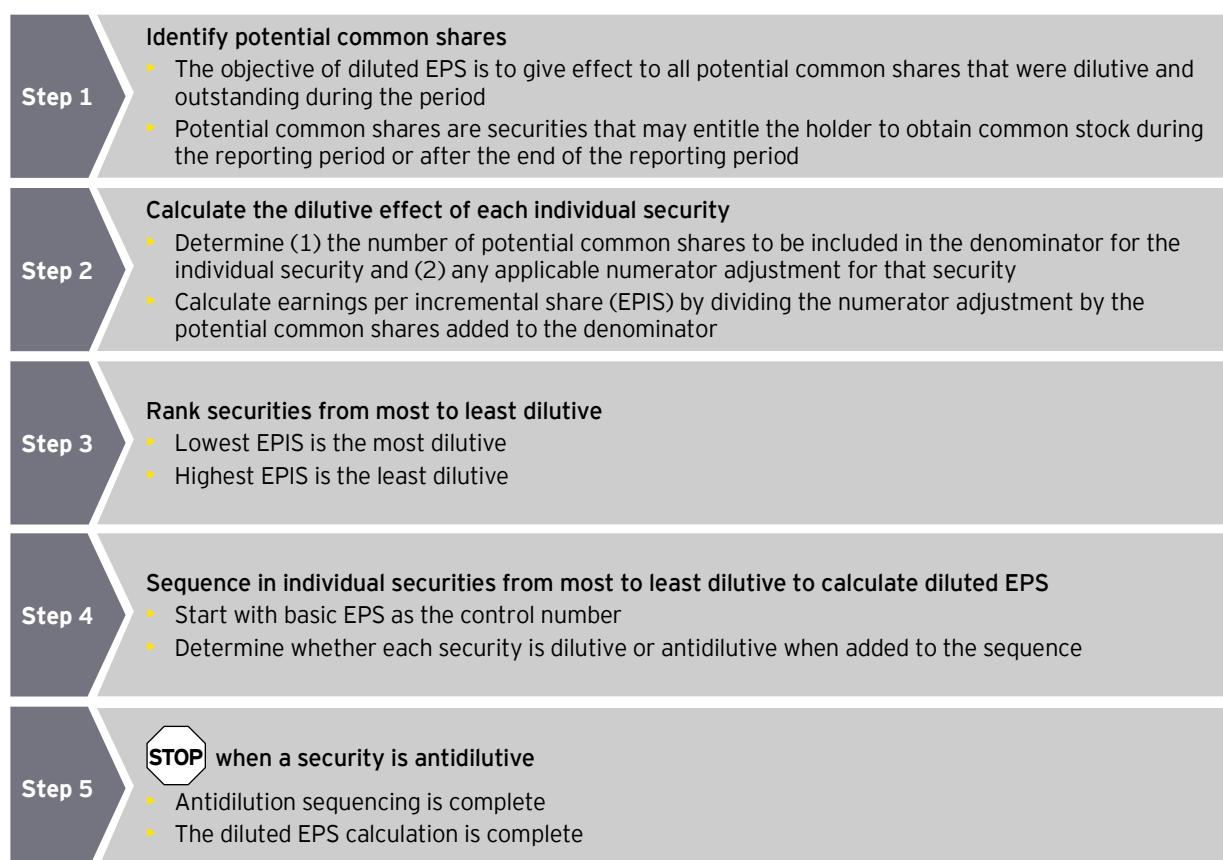 Step 1
Identify potential common shares
The objective of diluted EPS is to give effect to all potential common shares that were dilutive and
outstanding during the period
Potential common shares are securities that may entitle the holder to obtain common stock during
the reporting period or after the end of the reporting period
Step 2
Calculate the dilutive effect of each individual security
Determine (1) the number of potential common shares to be included in the denominator for the
individual security and (2) any applicable numerator adjustment for that security
Calculate earnings per incremental share (EPIS) by dividing the numerator adjustment by the
potential common shares added to the denominator
Step 3
Rank securities from most to least dilutive
Lowest EPIS is the most dilutive
Highest EPIS is the least dilutive
Step 4
Sequence in individual securities from most to least dilutive to calculate diluted EPS
Start with basic EPS as the control number
Determine whether each security is dilutive or antidilutive when added to the sequence
Step 5
STOP when a security is antidilutive
Antidilution sequencing is complete
The diluted EPS calculation is complete